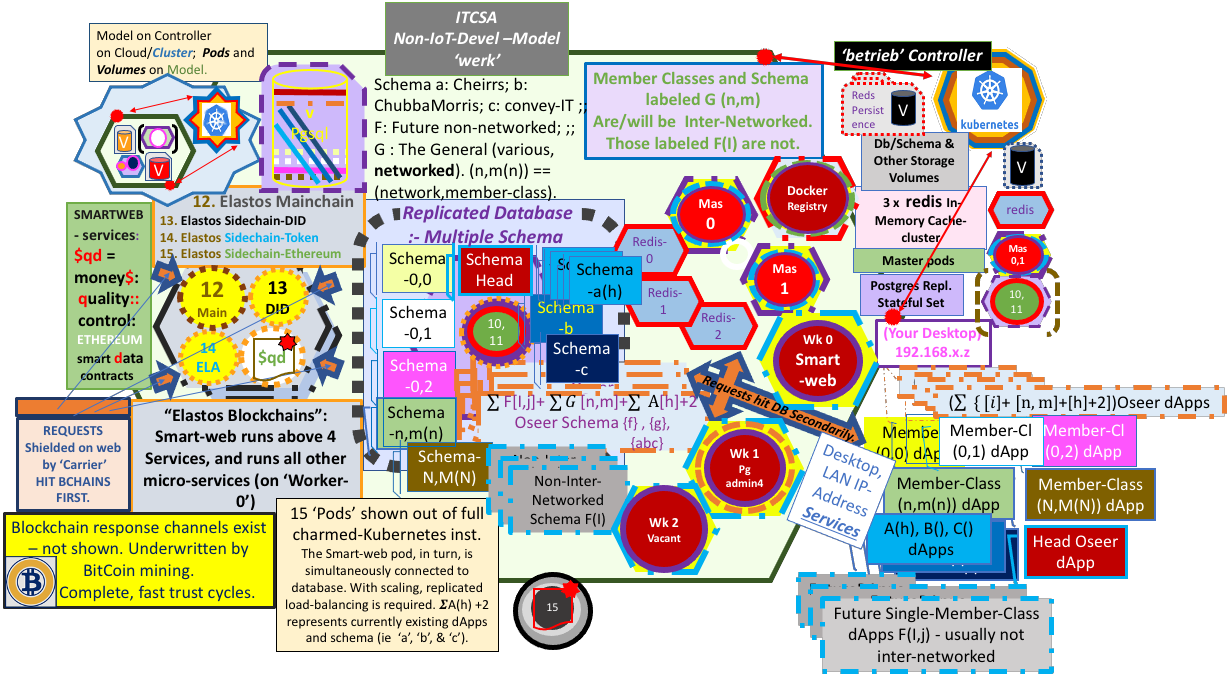 ITCSA
Non-IoT-Devel –Model
‘werk’
Model on Controller
on Cloud/Cluster; Pods and
Volumes on Model.
V
V
v
Pgsql
Schema a: Cheirrs; b:
ChubbaMorris; c: convey-IT ;;
F: Future non-networked; ;;
G : The General (various,
networked). (n,m(n)) ==
(network,member-class).
Member Classes and Schema
labeled G (n,m)
Are/will be Inter-Networked.
Those labeled F(I) are not.
‘betrieb’ Controller
Reds
Persist
ence
V
kubernetes
Db/Schema &
Other Storage
Volumes
V
3 x redis In-
Memory Cache-
cluster
redis
Master pods
Mas
0,1
Postgres Repl.
Stateful Set
10,
11
(Your Desktop)
192.168.x.z
12. Elastos Mainchain
13. Elastos Sidechain-DID
14. Elastos Sidechain-Token
15. Elastos Sidechain-Ethereum
SMARTWEB
- services:
$qd =
money$:
quality::
control:
ETHEREUM
smart data
contracts
12
Main
13
DID
14
ELA
$qd
Replicated Database
:- Multiple Schema
Schema
-0,0
Schema
Head
Schema
-a(h)
Schema
-0,1
10,
11
Schema
-b
Schema
-c
Schema
-0,2
Schema
-n,m(n)
Schema-
N,M(N)
Redis-
0
Redis-
1
Redis-
2
Mas
0
Docker
Registry
Mas
1
Wk 0
Smart
-web
Wk 1
Pg
admin4
Wk 2
Vacant
∑ F[I,j]+ ∑ G [n,m]+∑ A[h]+2
Oseer Schema {f} , {g},
{abc}
Requests hit DB Secondarily.
(∑ { [i]+ [n, m]+[h]+2])Oseer dApps
Non-Inter-
Networked
Schema F(I)
Desktop,
LAN IP-
Address
Services
(0,0) dAp
Member-Cl
(0,1) dApp
Member-Cl
(0,2) dApp
Member-Class
(n,m(n)) dApp
Member-Class
(N,M(N)) dApp
A(h), B(), C()
dApps
Head Oseer
dApp
Future Single-Member-Class
dApps F(I,j) - usually not
inter-networked
REQUESTS
Shielded on web
by ‘Carrier’
HIT BCHAINS
FIRST.
“Elastos Blockchains”:
Smart-web runs above 4
Services, and runs all other
micro-services (on ‘Worker-
0’)
Blockchain response channels exist
– not shown. Underwritten by
BitCoin mining.
Complete, fast trust cycles.
15 ‘Pods’ shown out of full
charmed-Kubernetes inst.
The Smart-web pod, in turn, is
simultaneously connected to
database. With scaling, replicated
load-balancing is required. ΣA(h) +2
represents currently existing dApps
and schema (ie ‘a’, ‘b’, & ‘c’).
15